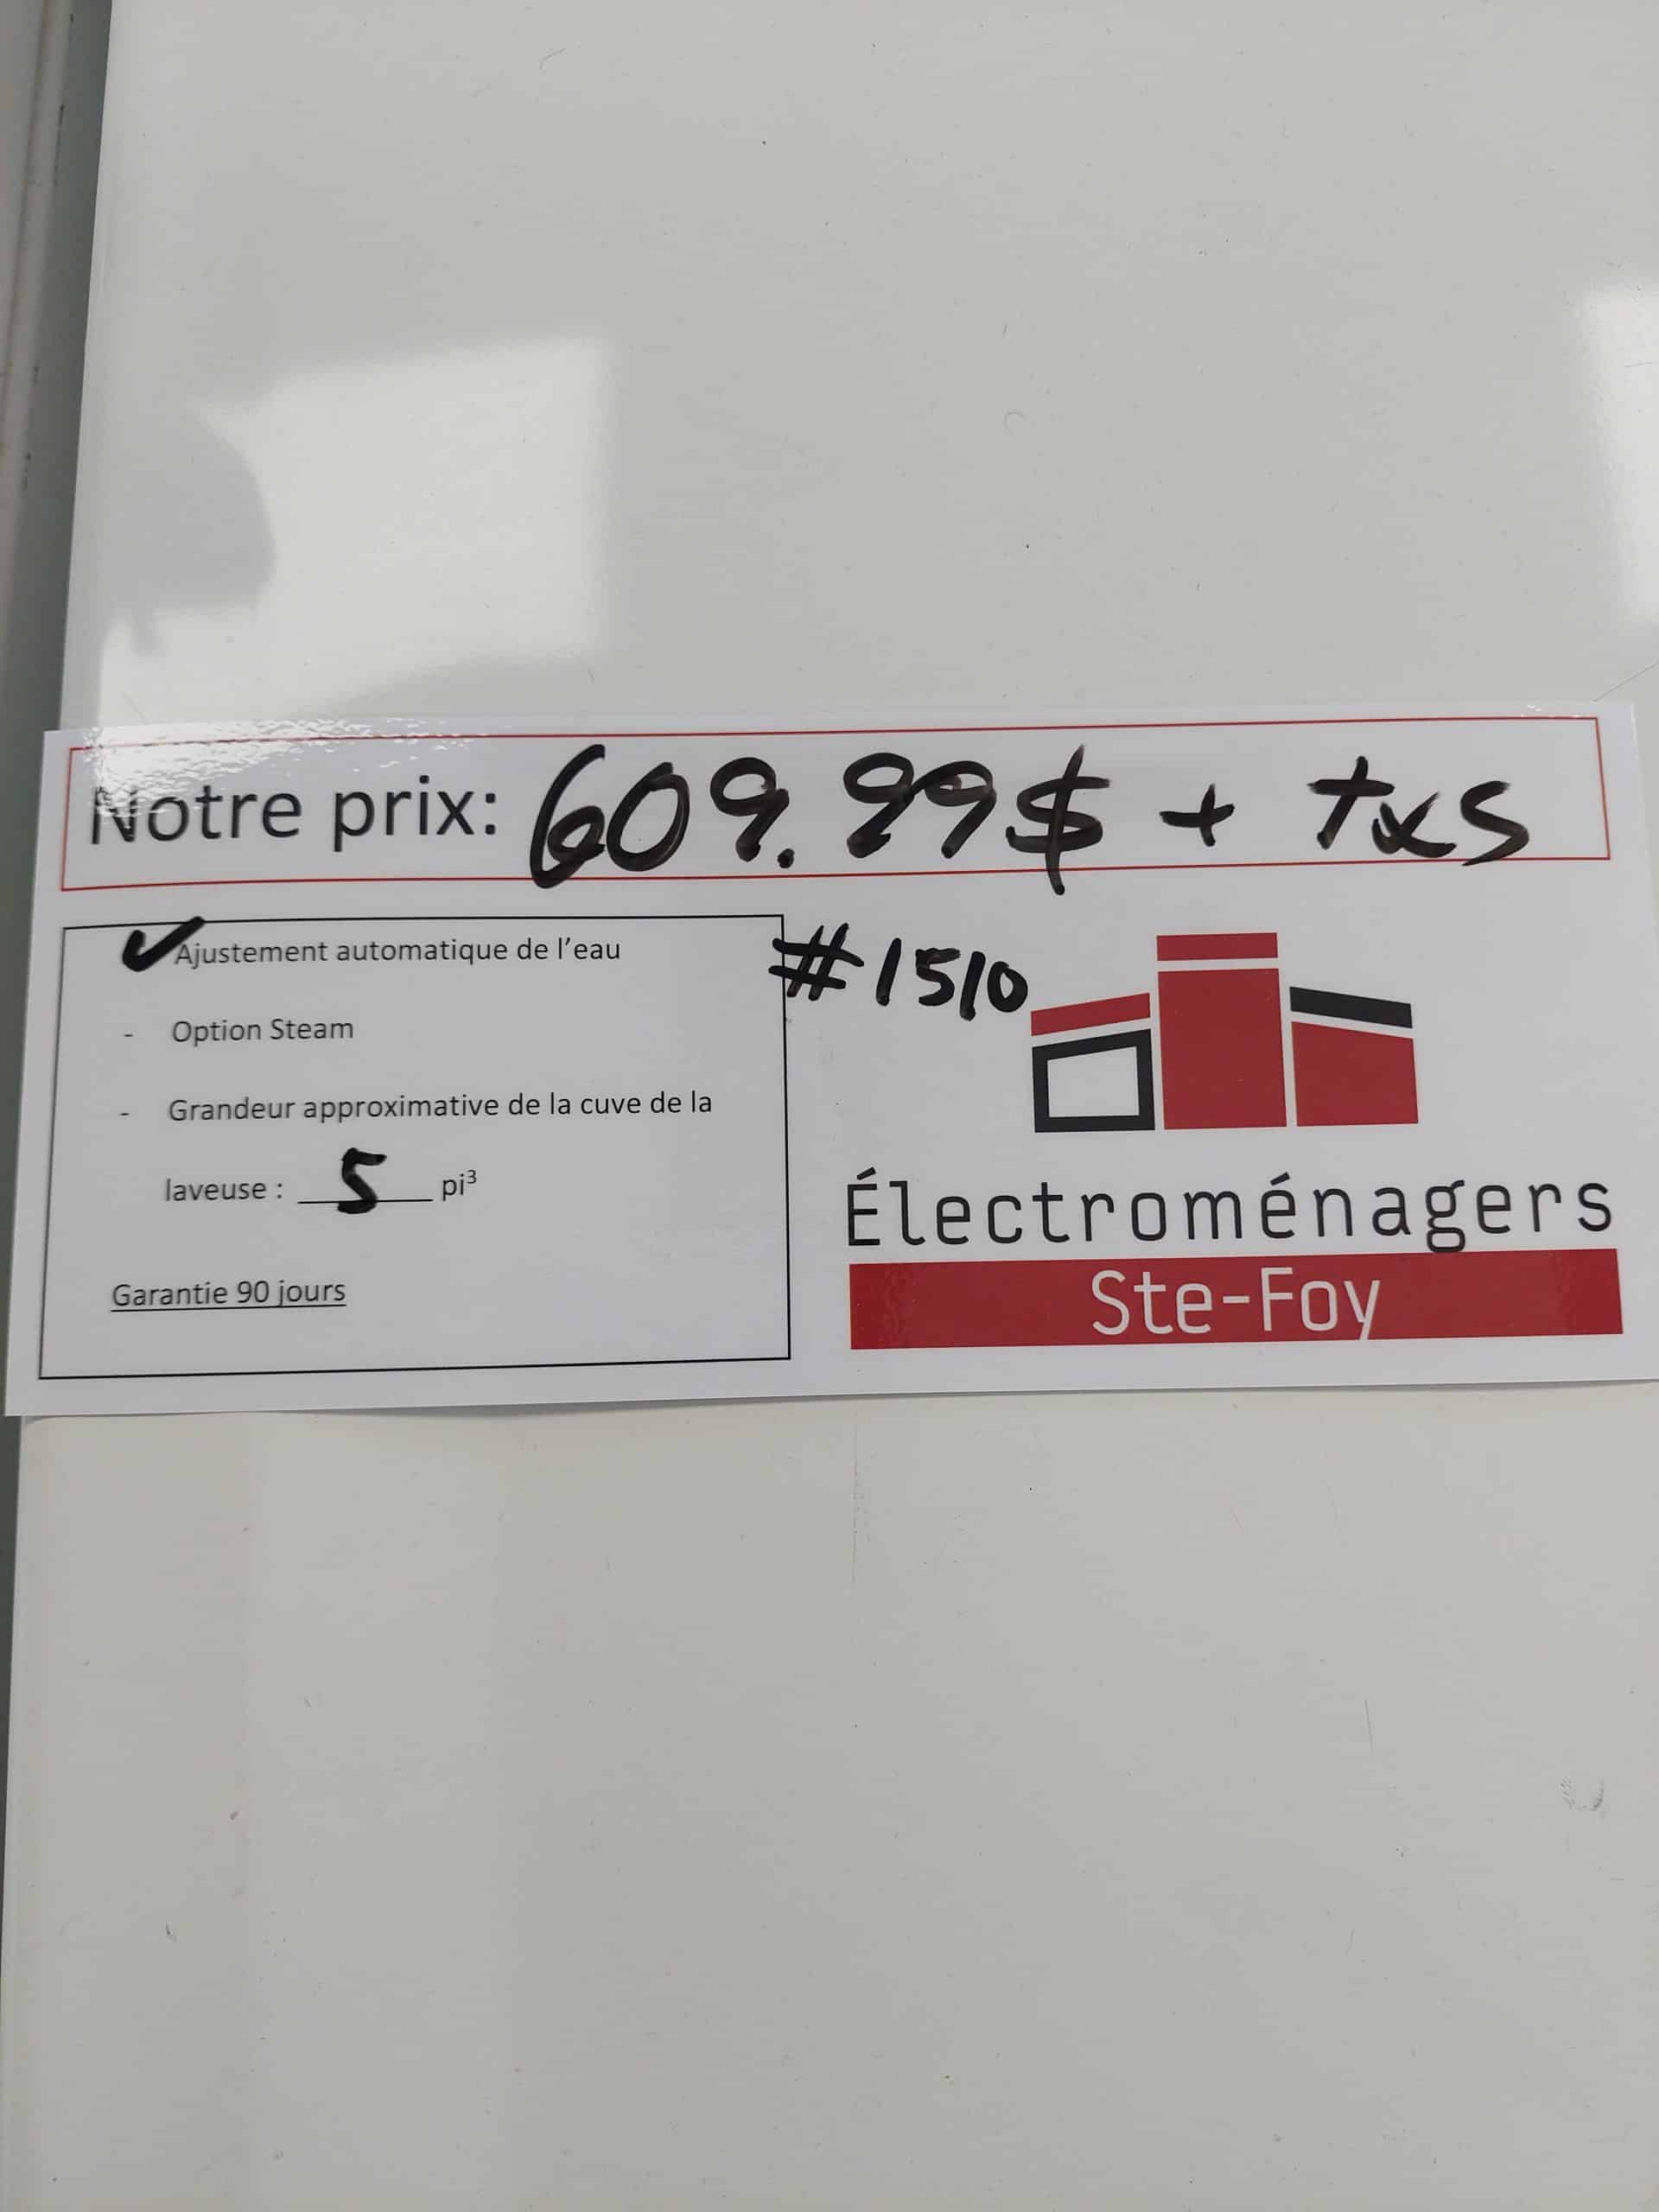 Notre prix: 609.99$ + txs
✓ Ajustement automatique de l'eau
- Option Steam
- Grandeur approximative de la cuve de la
laveuse : 5 pi³
Garantie 90 jours
#1510
Électroménagers
Ste-Foy